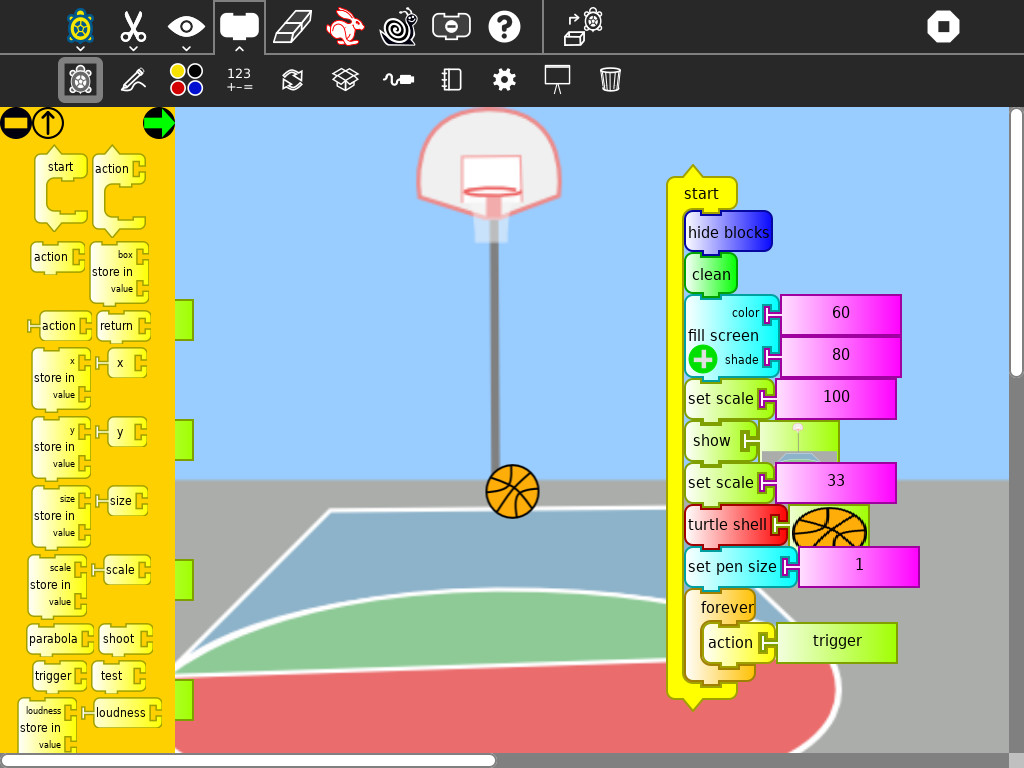 123
+-=
?
start
action
action
box
store in
value
action
return
x
store in
value
x
y
store in
value
y
size
store in
value
size
scale
store in
value
scale
parabola
shoot
trigger
test
loudness
store in
value
loudness
start
hide blocks
clean
color
60
fill screen
shade
80
set scale
100
show
set scale
33
turtle shell
set pen size
1
forever
action
trigger